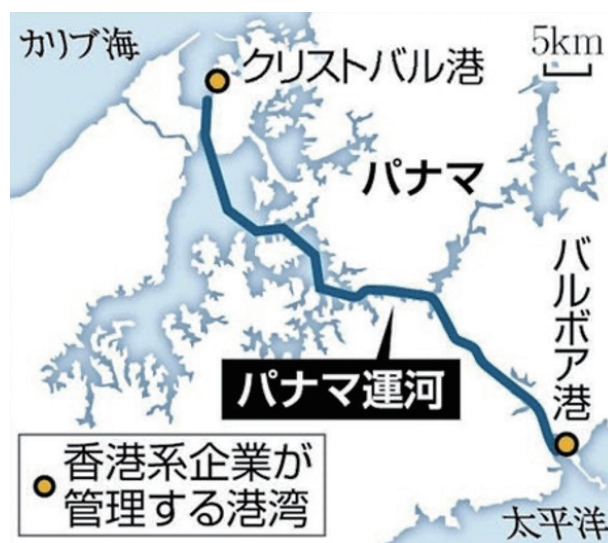 カリブ海
5km
クリストバル港
パナマ
バルボア港
パナマ運河
香港系企業が
管理する港湾
太平洋